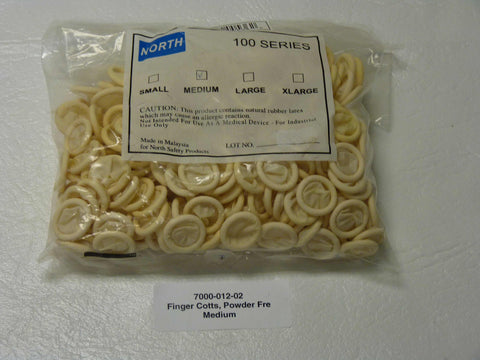 NORTH
100 SERIES
SMALL MEDIUM LARGE XLARGE
CAUTION: This product contains natural rubber latex
which may cause an allergic reaction.
Not Intended For Use As A Medical Device - For Industrial
Use Only
Made in Malaysia
for North Safety Products
LOT NO.
7000-012-02
Finger Cotts, Powder Fre
Medium